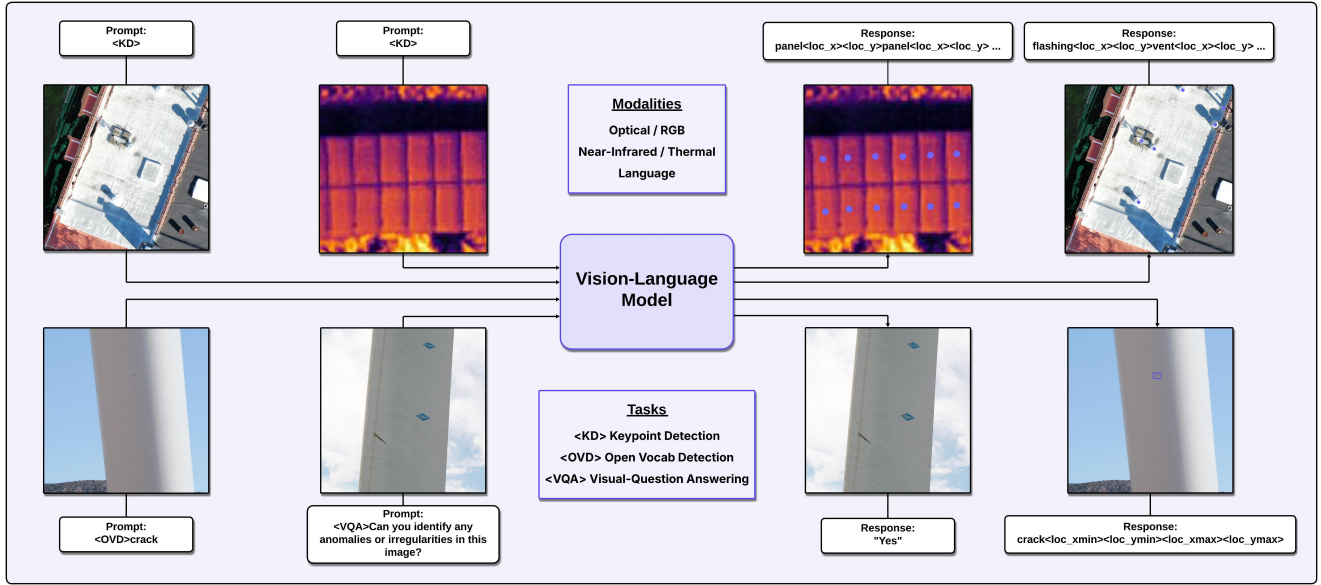 Prompt:
<KD>
Prompt:
<KD>
Response:
panel<loc_x><loc_y>panel<loc_x><loc_y> ...
Response:
flashing<loc_x><loc_y>vent<loc_x><loc_y> ...
Modalities
Optical / RGB
Near-Infrared / Thermal
Language
Vision-Language
Model
Tasks
<KD> Keypoint Detection
<OVD> Open Vocab Detection
<VQA> Visual-Question Answering
Prompt:
<OVD>crack
Prompt:
<VQA>Can you identify any
anomalies or irregularities in this
image?
Response:
"Yes"
Response:
crack<loc_xmin><loc_ymin><loc_xmax><loc_ymax>